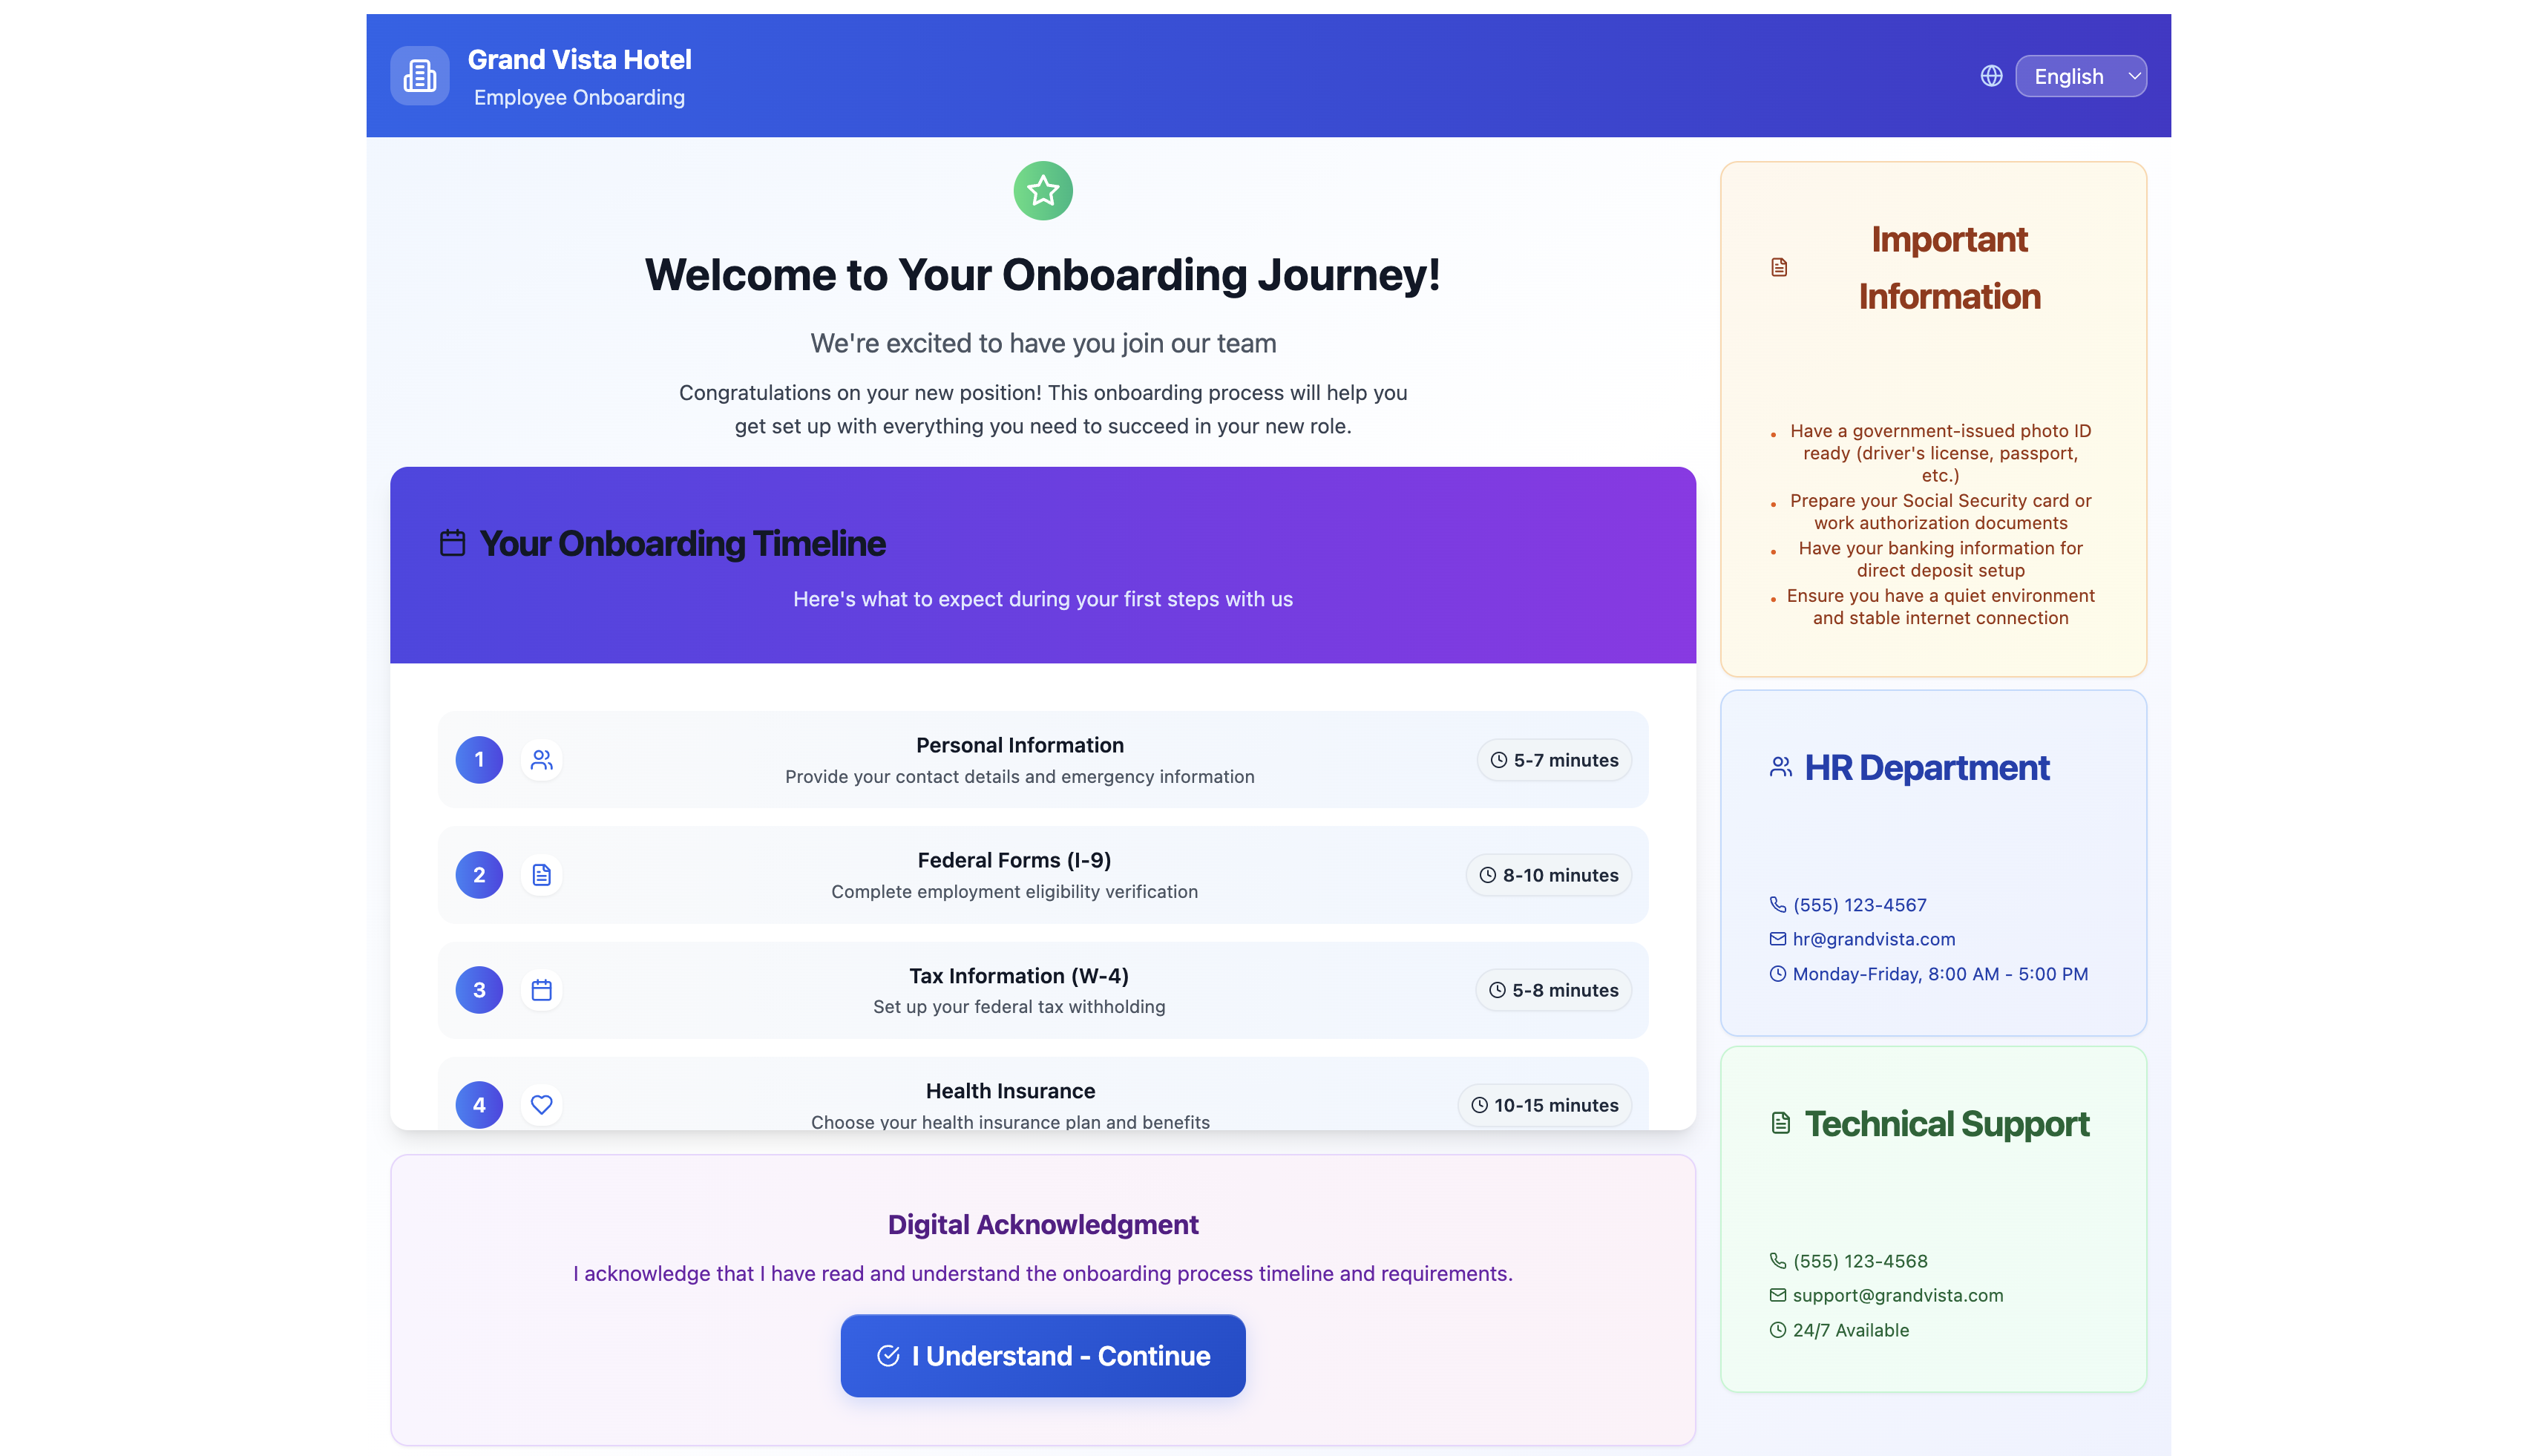 Grand Vista Hotel
Employee Onboarding
English
Welcome to Your Onboarding Journey!
We're excited to have you join our team
Congratulations on your new position! This onboarding process will help you
get set up with everything you need to succeed in your new role.
Your Onboarding Timeline
Here's what to expect during your first steps with us
1
Personal Information
Provide your contact details and emergency information
5-7 minutes
2
Federal Forms (I-9)
Complete employment eligibility verification
8-10 minutes
3
Tax Information (W-4)
Set up your federal tax withholding
5-8 minutes
4
Health Insurance
Choose your health insurance plan and benefits
10-15 minutes
Digital Acknowledgment
I acknowledge that I have read and understand the onboarding process timeline and requirements.
I Understand - Continue
Important
Information
• Have a government-issued photo ID
ready (driver's license, passport,
etc.)
• Prepare your Social Security card or
work authorization documents
• Have your banking information for
direct deposit setup
• Ensure you have a quiet environment
and stable internet connection
HR Department
(555) 123-4567
hr@grandvista.com
Monday-Friday, 8:00 AM - 5:00 PM
Technical Support
(555) 123-4568
support@grandvista.com
24/7 Available